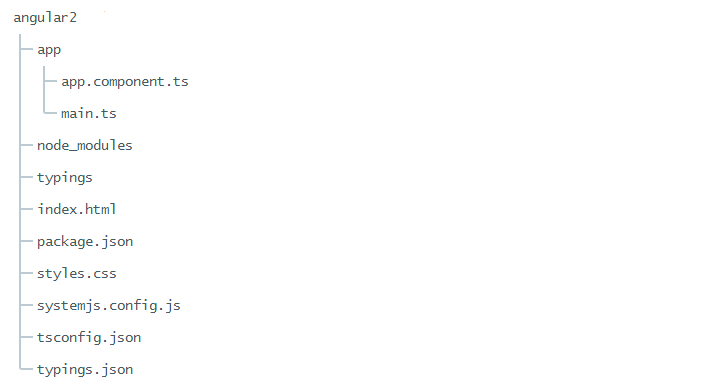 angular2
app
app.component.ts
main.ts
node_modules
typings
index.html
package.json
styles.css
systemjs.config.js
tsconfig.json
typings.json